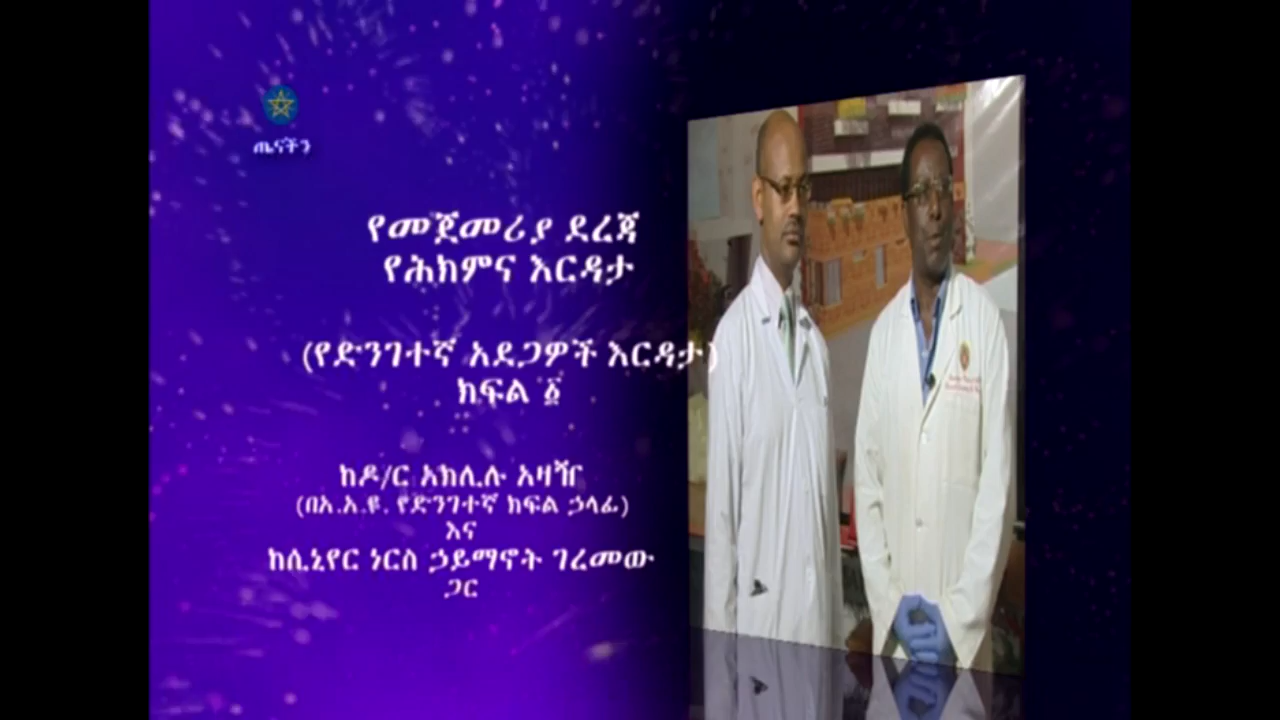 ጤናችን
የመጀመሪያ ደረጃ
የሕክምና እርዳታ
(የድንገተኛ አደጋዎች እርዳታ)
ክፍል ፩
ከዶ/ር አክሊሉ አዛዥ
(በአ.አ.ዩ. የድንገተኛ ክፍል ኃላፊ)
እና
ከሲኒየር ነርስ ኃይማኖት ገረመው
ጋር